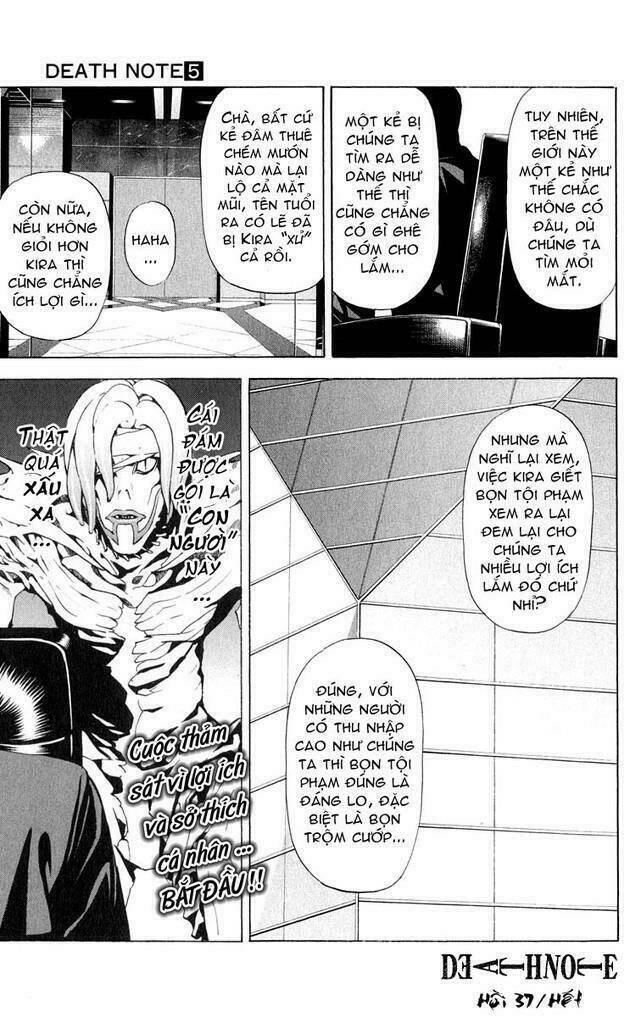 DEATH NOTE 5
TUY NHIÊN,
TRÊN THẾ
GIỚI NÀY
MỘT KẺ NHƯ
THẾ CHẮC
KHÔNG CÓ
ĐÂU, DÙ
CHÚNG TA
TÌM MỎI
MẮT.
MỘT KẺ BỊ
CHÚNG TA
TÌM RA DỄ
DÀNG NHƯ
THẾ THÌ
CŨNG CHẲNG
CÓ GÌ GHÊ
GỚM CHO
LẮM...
CHÀ, BẤT CỨ
KẺ ĐÂM THUÊ
CHÉM MƯỚN
NÀO MÀ LẠI
LỘ CẢ MẶT
MŨI, TÊN TUỔI
RA CÓ LẼ ĐÃ
BỊ KIRA "XỬ"
CẢ RỒI.
HAHA
...
CÒN NỮA,
NẾU KHÔNG
GIỎI HƠN
KIRA THÌ
CŨNG CHẲNG
ÍCH LỢI GÌ...
NHƯNG MÀ
NGHĨ LẠI XEM,
VIỆC KIRA GIẾT
BỌN TỘI PHẠM
XEM RA LẠI
ĐEM LẠI CHO
CHÚNG TA
NHIỀU LỢI ÍCH
LẮM ĐÓ CHỨ
NHỈ?
ĐÚNG, VỚI
NHỮNG NGƯỜI
CÓ THU NHẬP
CAO NHƯ CHÚNG
TA THÌ BỌN TỘI
PHẠM ĐÚNG LÀ
ĐÁNG LO, ĐẶC
BIỆT LÀ BỌN
TRỘM CƯỚP...
CÁI
ĐÁM
ĐƯỢC
GỌI LÀ
"CON
NGƯƠI"
NÀY
...
THẬT
QUÁ
XẤU
XA
...
Cuộc thảm
sát vì lợi ích
và sở thích
cá nhân ...
BẮT ĐẦU !!
DEATHNOTE
Hồi 37/Hết